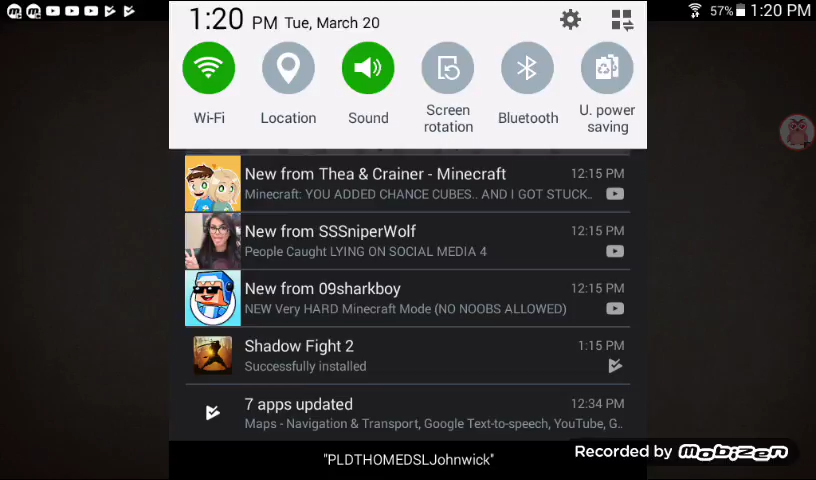 57% 1:20 PM
1:20 PM Tue, March 20
Wi-Fi
Location
Sound
Screen
rotation
Bluetooth
U. power
saving
New from Thea & Crainer - Minecraft 12:15 PM
Minecraft: YOU ADDED CHANCE CUBES.. AND I GOT STUCK..
New from SSSniperWolf 12:15 PM
People Caught LYING ON SOCIAL MEDIA 4
New from 09sharkboy 12:15 PM
NEW Very HARD Minecraft Mode (NO NOOBS ALLOWED)
Shadow Fight 2 1:15 PM
Successfully installed
7 apps updated 12:34 PM
Maps - Navigation & Transport, Google Text-to-speech, YouTube, G..
Recorded by Mobizen
"PLDTHOMEDSLJohnwick"